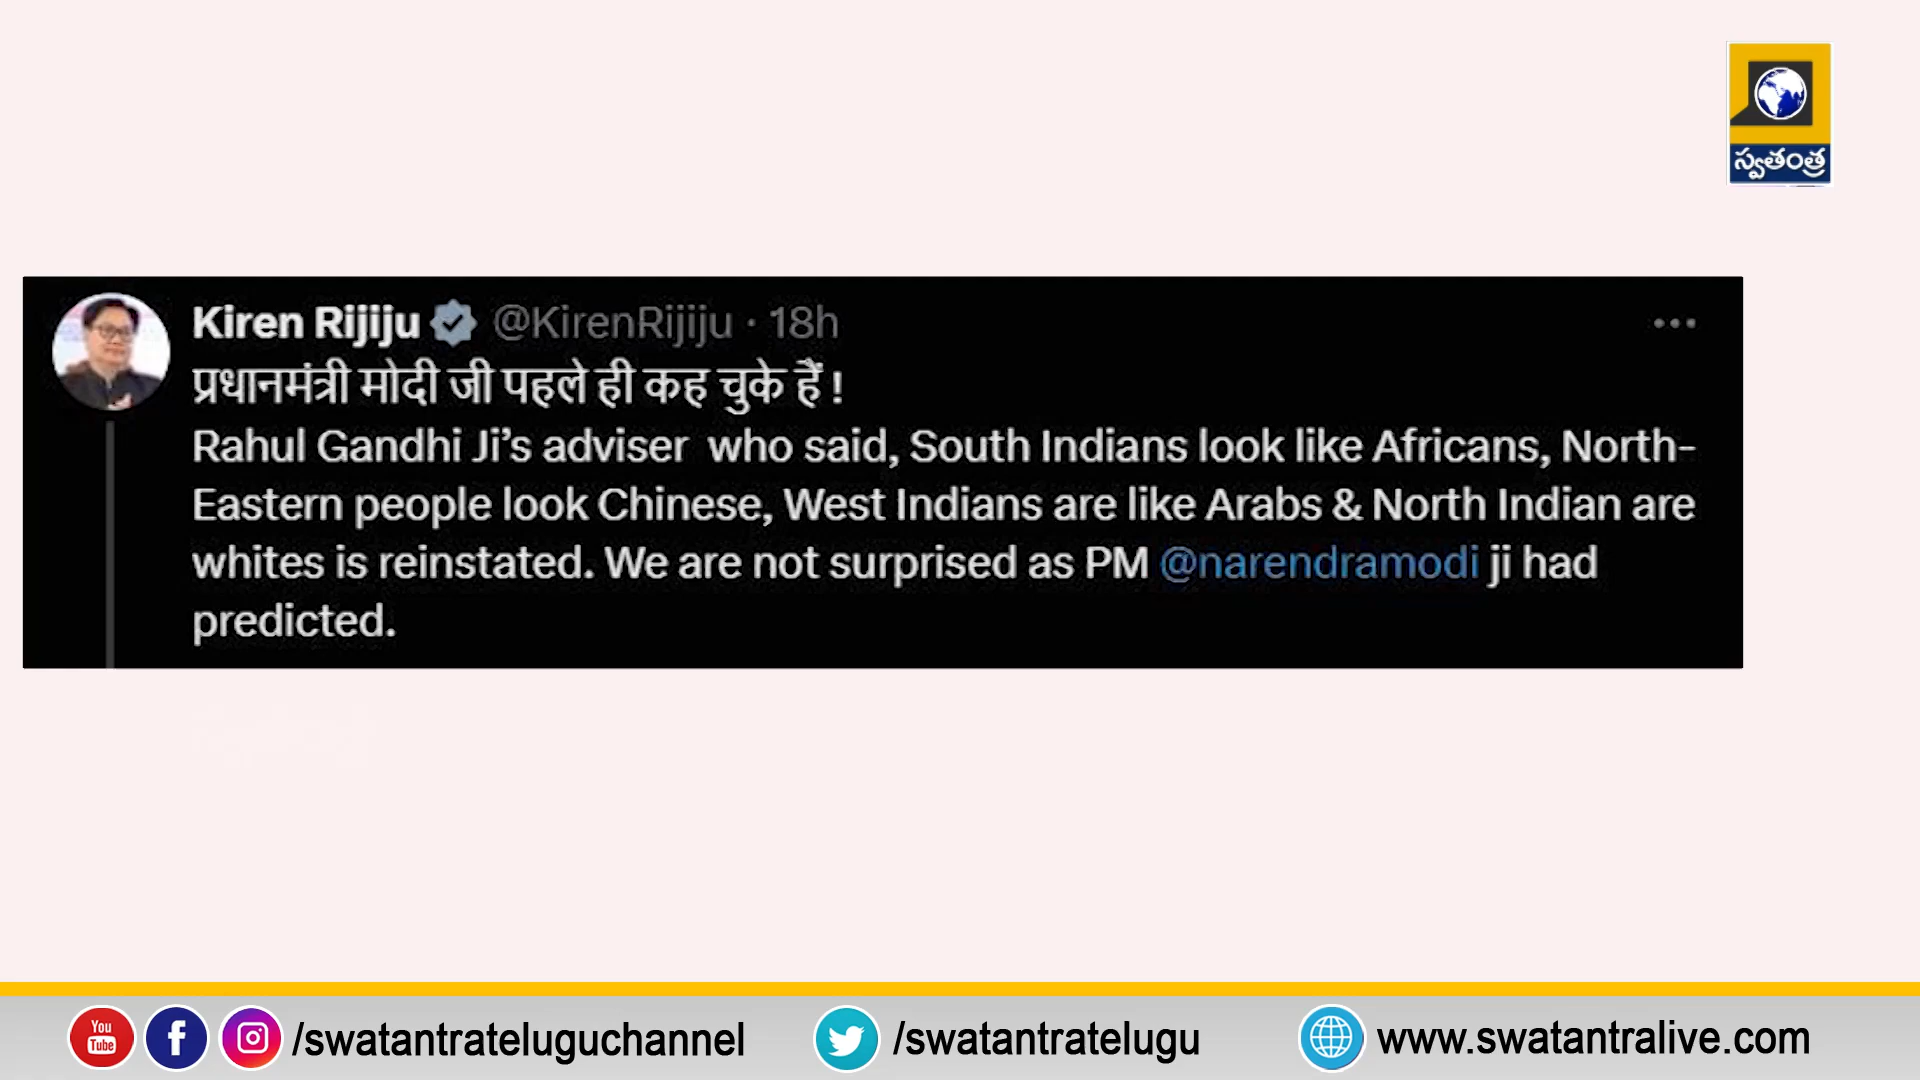 స్వతంత్ర
Kiren Rijiju @KirenRijiju · 18h
प्रधानमंत्री मोदी जी पहले ही कह चुके हैं !
Rahul Gandhi Ji’s adviser who said, South Indians look like Africans, North-
Eastern people look Chinese, West Indians are like Arabs & North Indian are
whites is reinstated. We are not surprised as PM @narendramodi ji had
predicted.
You Tube /swatantrateluguchannel /swatantratelugu www.swatantralive.com